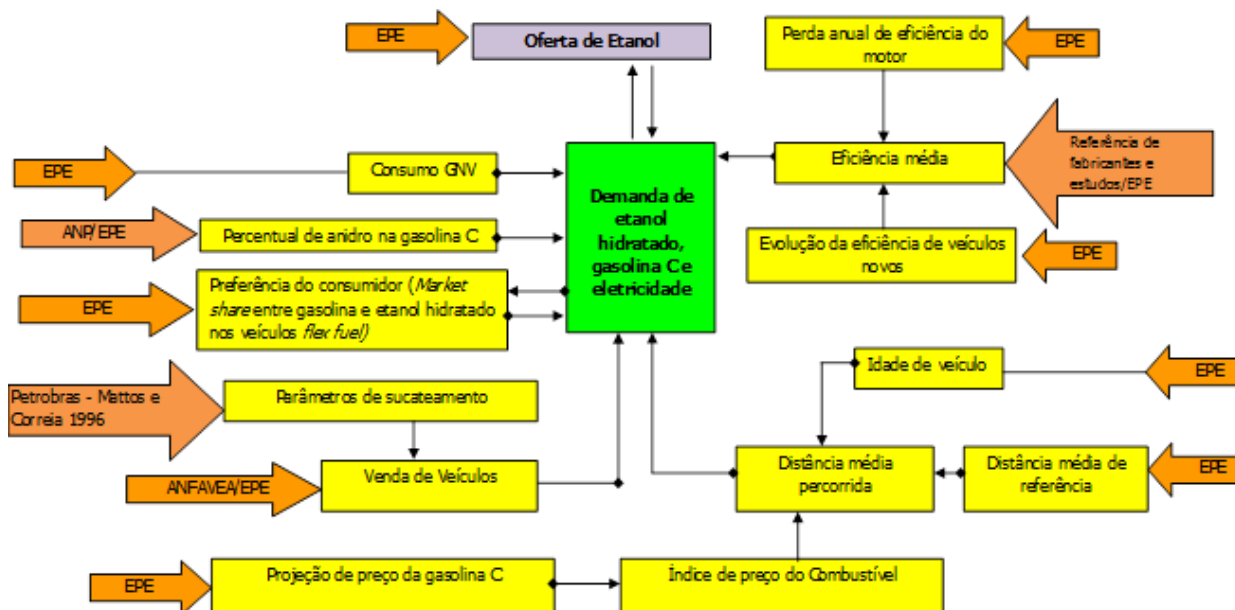 EPE
Oferta de Etanol
Perda anual de eficiência do
motor
EPE
EPE
Consumo GNV
Demanda de
etanol
hidratado,
gasolina C e
eletricidade
Eficiência média
Referência de
fabricantes e
estudos/EPE
ANP/EPE
Percentual de anidro na gasolina C
Evolução da eficiência de veículos
novos
EPE
EPE
Preferência do consumidor (Market
share entre gasolina e etanol hidratado
nos veículos flex fuel)
Idade de veículo
EPE
Petrobras - Mattos e
Correia 1996
Parâmetros de sucateamento
ANFAVEA/EPE
Venda de Veículos
Distância média
percorrida
Distância média de
referência
EPE
EPE
Projeção de preço da gasolina C
Índice de preço do Combustível